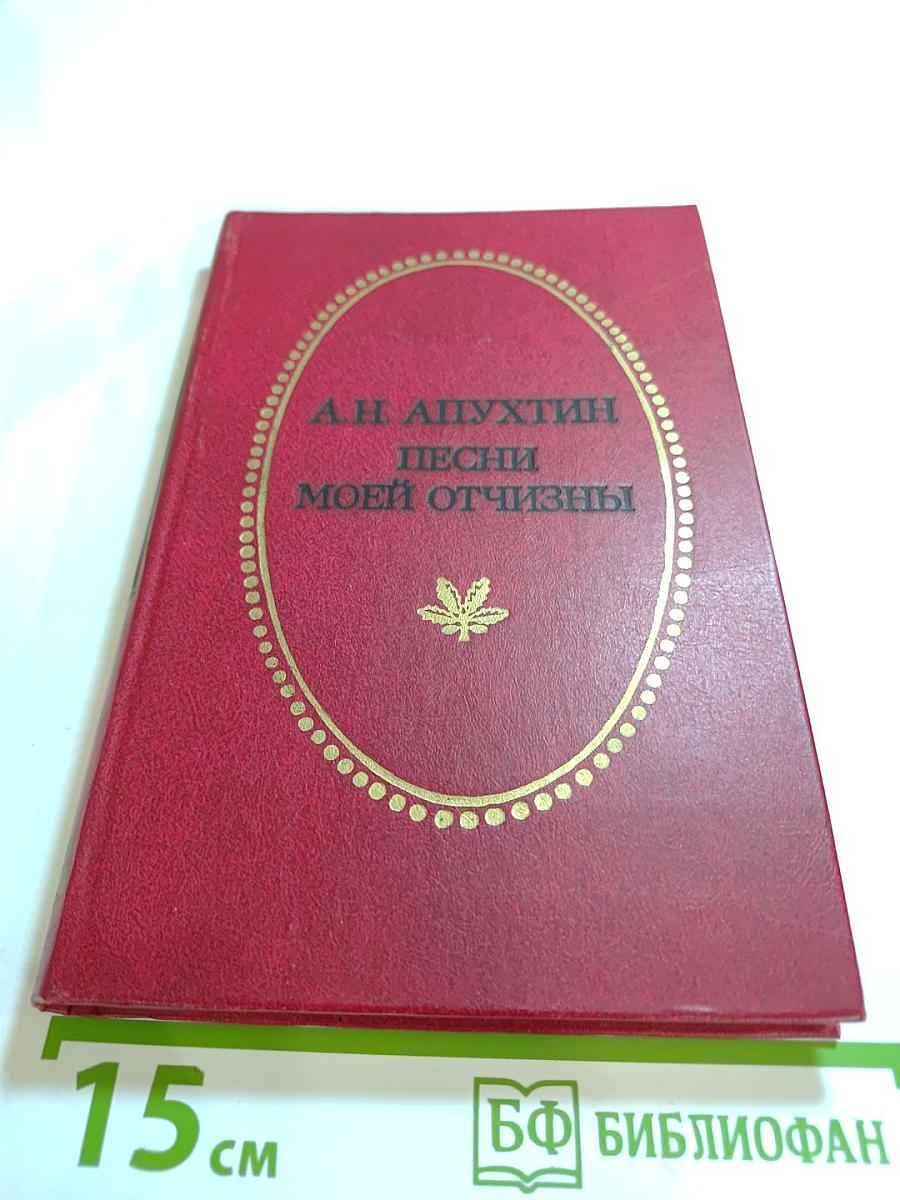 А.Н. АПУХТИН
ПЕСНИ
МОЕЙ ОТЧИЗНЫ
15 см
БФ БИБЛИОФАН